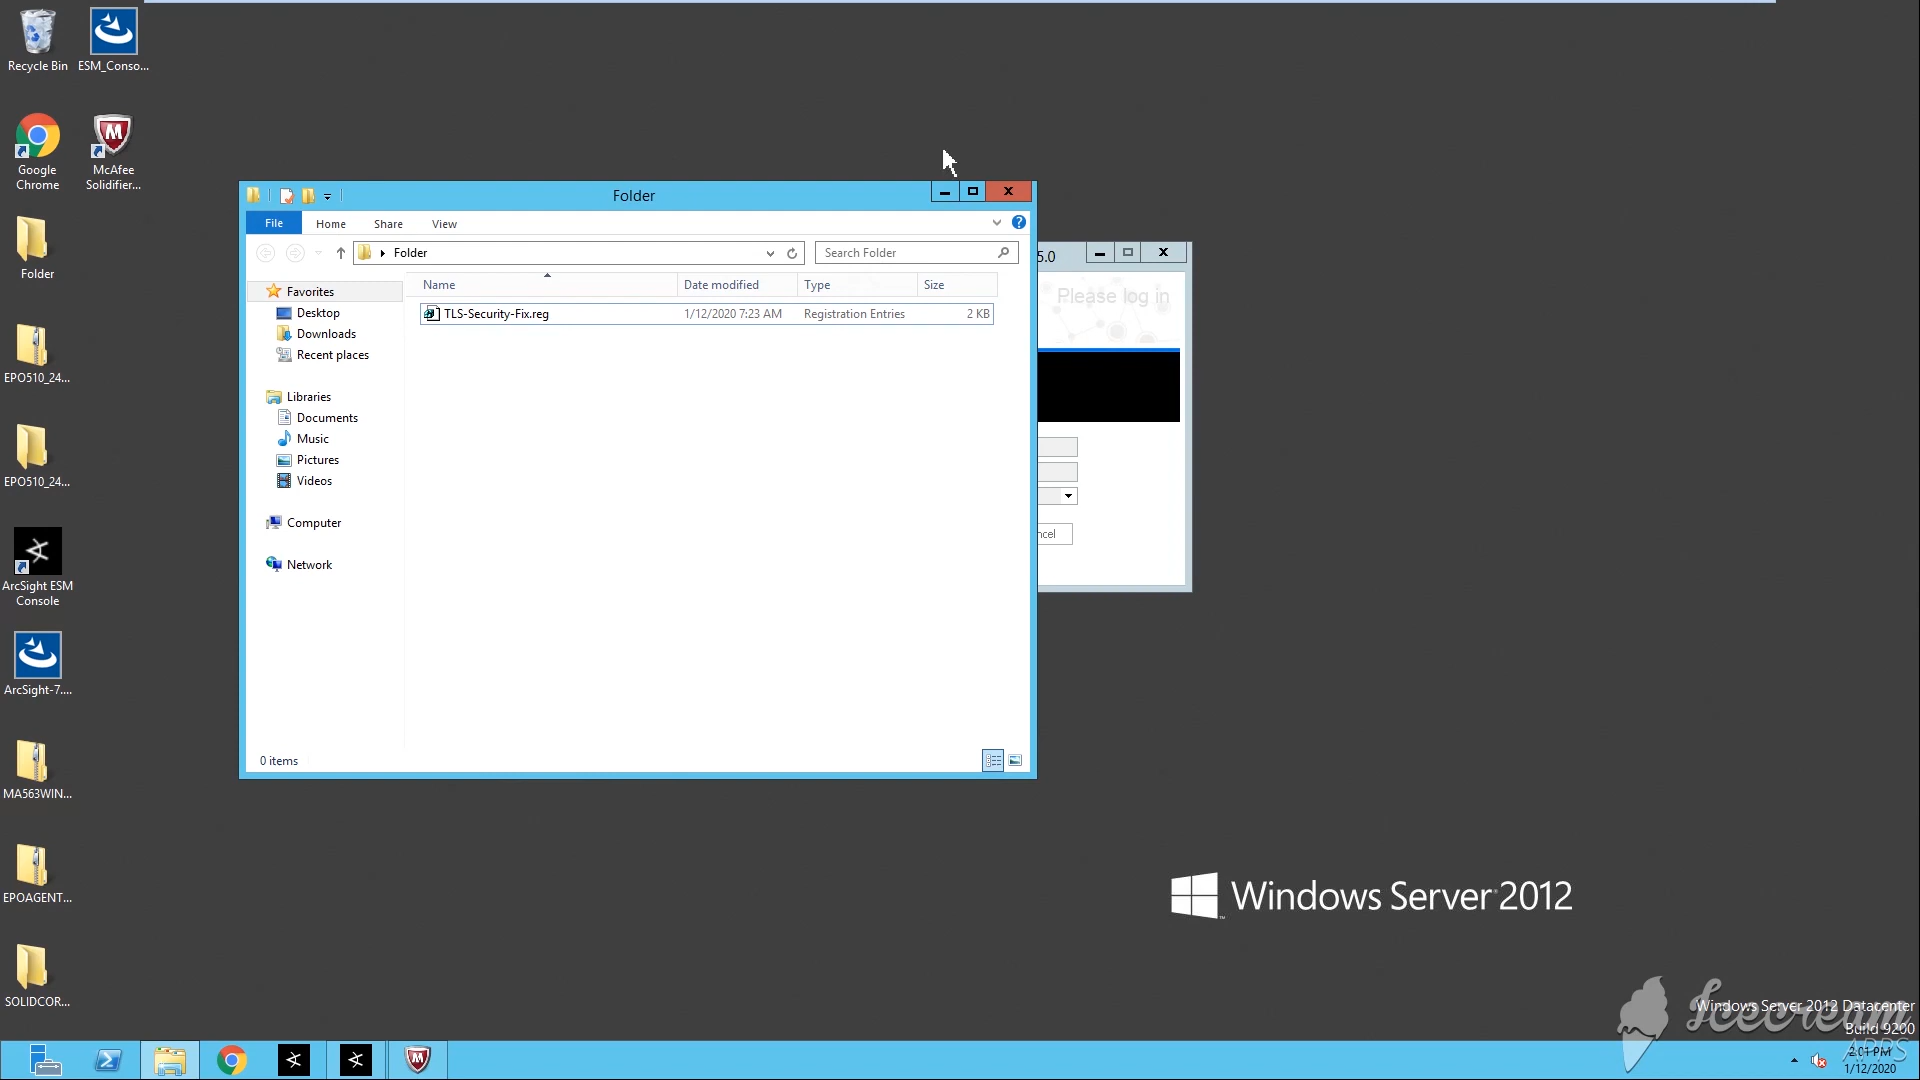 Recycle Bin
ESM_Conso...
Google
Chrome
McAfee
Solidifier...
Folder
EPO510_24...
EPO510_24...
ArcSight ESM
Console
ArcSight-7....
MA563WIN...
EPOAGENT...
SOLIDCOR...
Folder
File
Home
Share
View
Folder
Search Folder
Name
Date modified
Type
Size
TLS-Security-Fix.reg
1/12/2020 7:23 AM
Registration Entries
2 KB
Favorites
Desktop
Downloads
Recent places
Libraries
Documents
Music
Pictures
Videos
Computer
Network
0 items
5.0
Please log in
ncel
Windows Server 2012
Icecream
APPS
Windows Server 2012 Datacenter
Build 9200
2:01 PM
1/12/2020